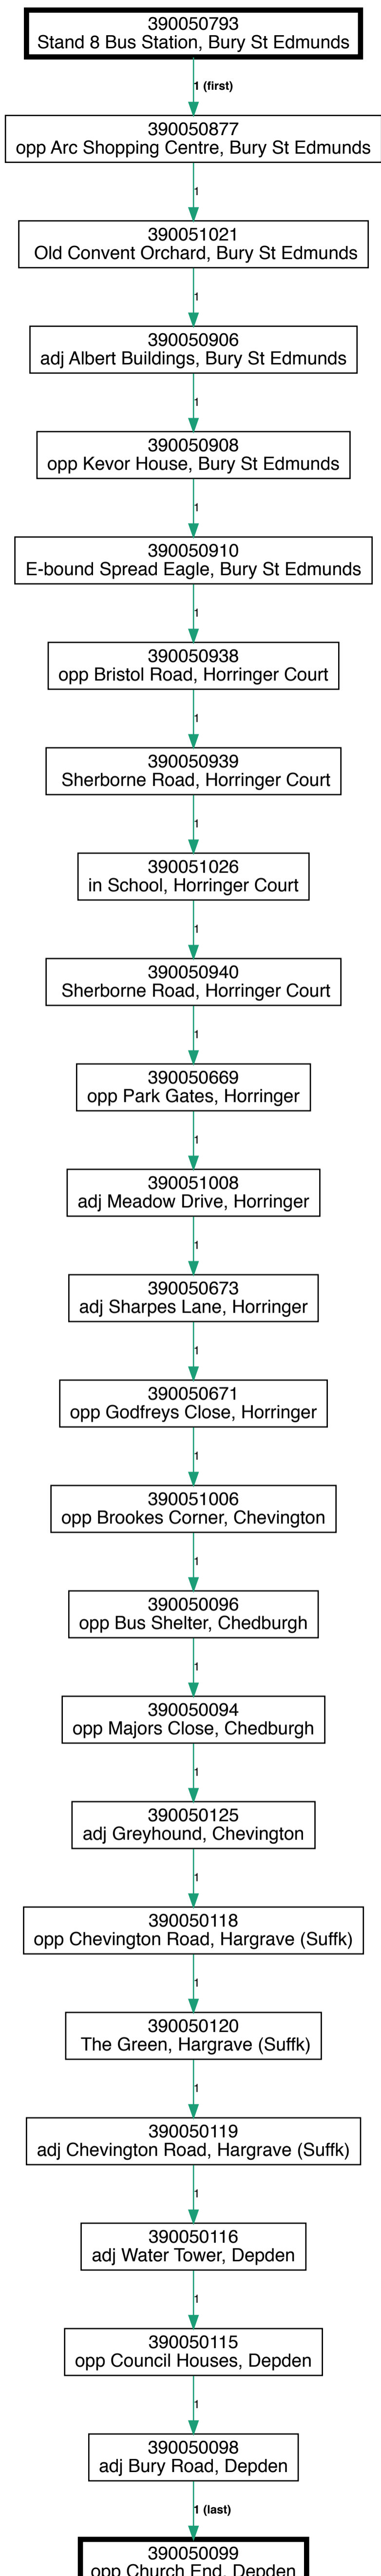 390050793
Stand 8 Bus Station, Bury St Edmunds
1 (first)
390050877
opp Arc Shopping Centre, Bury St Edmunds
1
390051021
Old Convent Orchard, Bury St Edmunds
1
390050906
adj Albert Buildings, Bury St Edmunds
1
390050908
opp Kevor House, Bury St Edmunds
1
390050910
E-bound Spread Eagle, Bury St Edmunds
1
390050938
opp Bristol Road, Horringer Court
1
390050939
Sherborne Road, Horringer Court
1
390051026
in School, Horringer Court
1
390050940
Sherborne Road, Horringer Court
1
390050669
opp Park Gates, Horringer
1
390051008
adj Meadow Drive, Horringer
1
390050673
adj Sharpes Lane, Horringer
1
390050671
opp Godfreys Close, Horringer
1
390051006
opp Brookes Corner, Chevington
1
390050096
opp Bus Shelter, Chedburgh
1
390050094
opp Majors Close, Chedburgh
1
390050125
adj Greyhound, Chevington
1
390050118
opp Chevington Road, Hargrave (Suffk)
1
390050120
The Green, Hargrave (Suffk)
1
390050119
adj Chevington Road, Hargrave (Suffk)
1
390050116
adj Water Tower, Depden
1
390050115
opp Council Houses, Depden
1
390050098
adj Bury Road, Depden
1 (last)
390050099
opp Church End, Depden